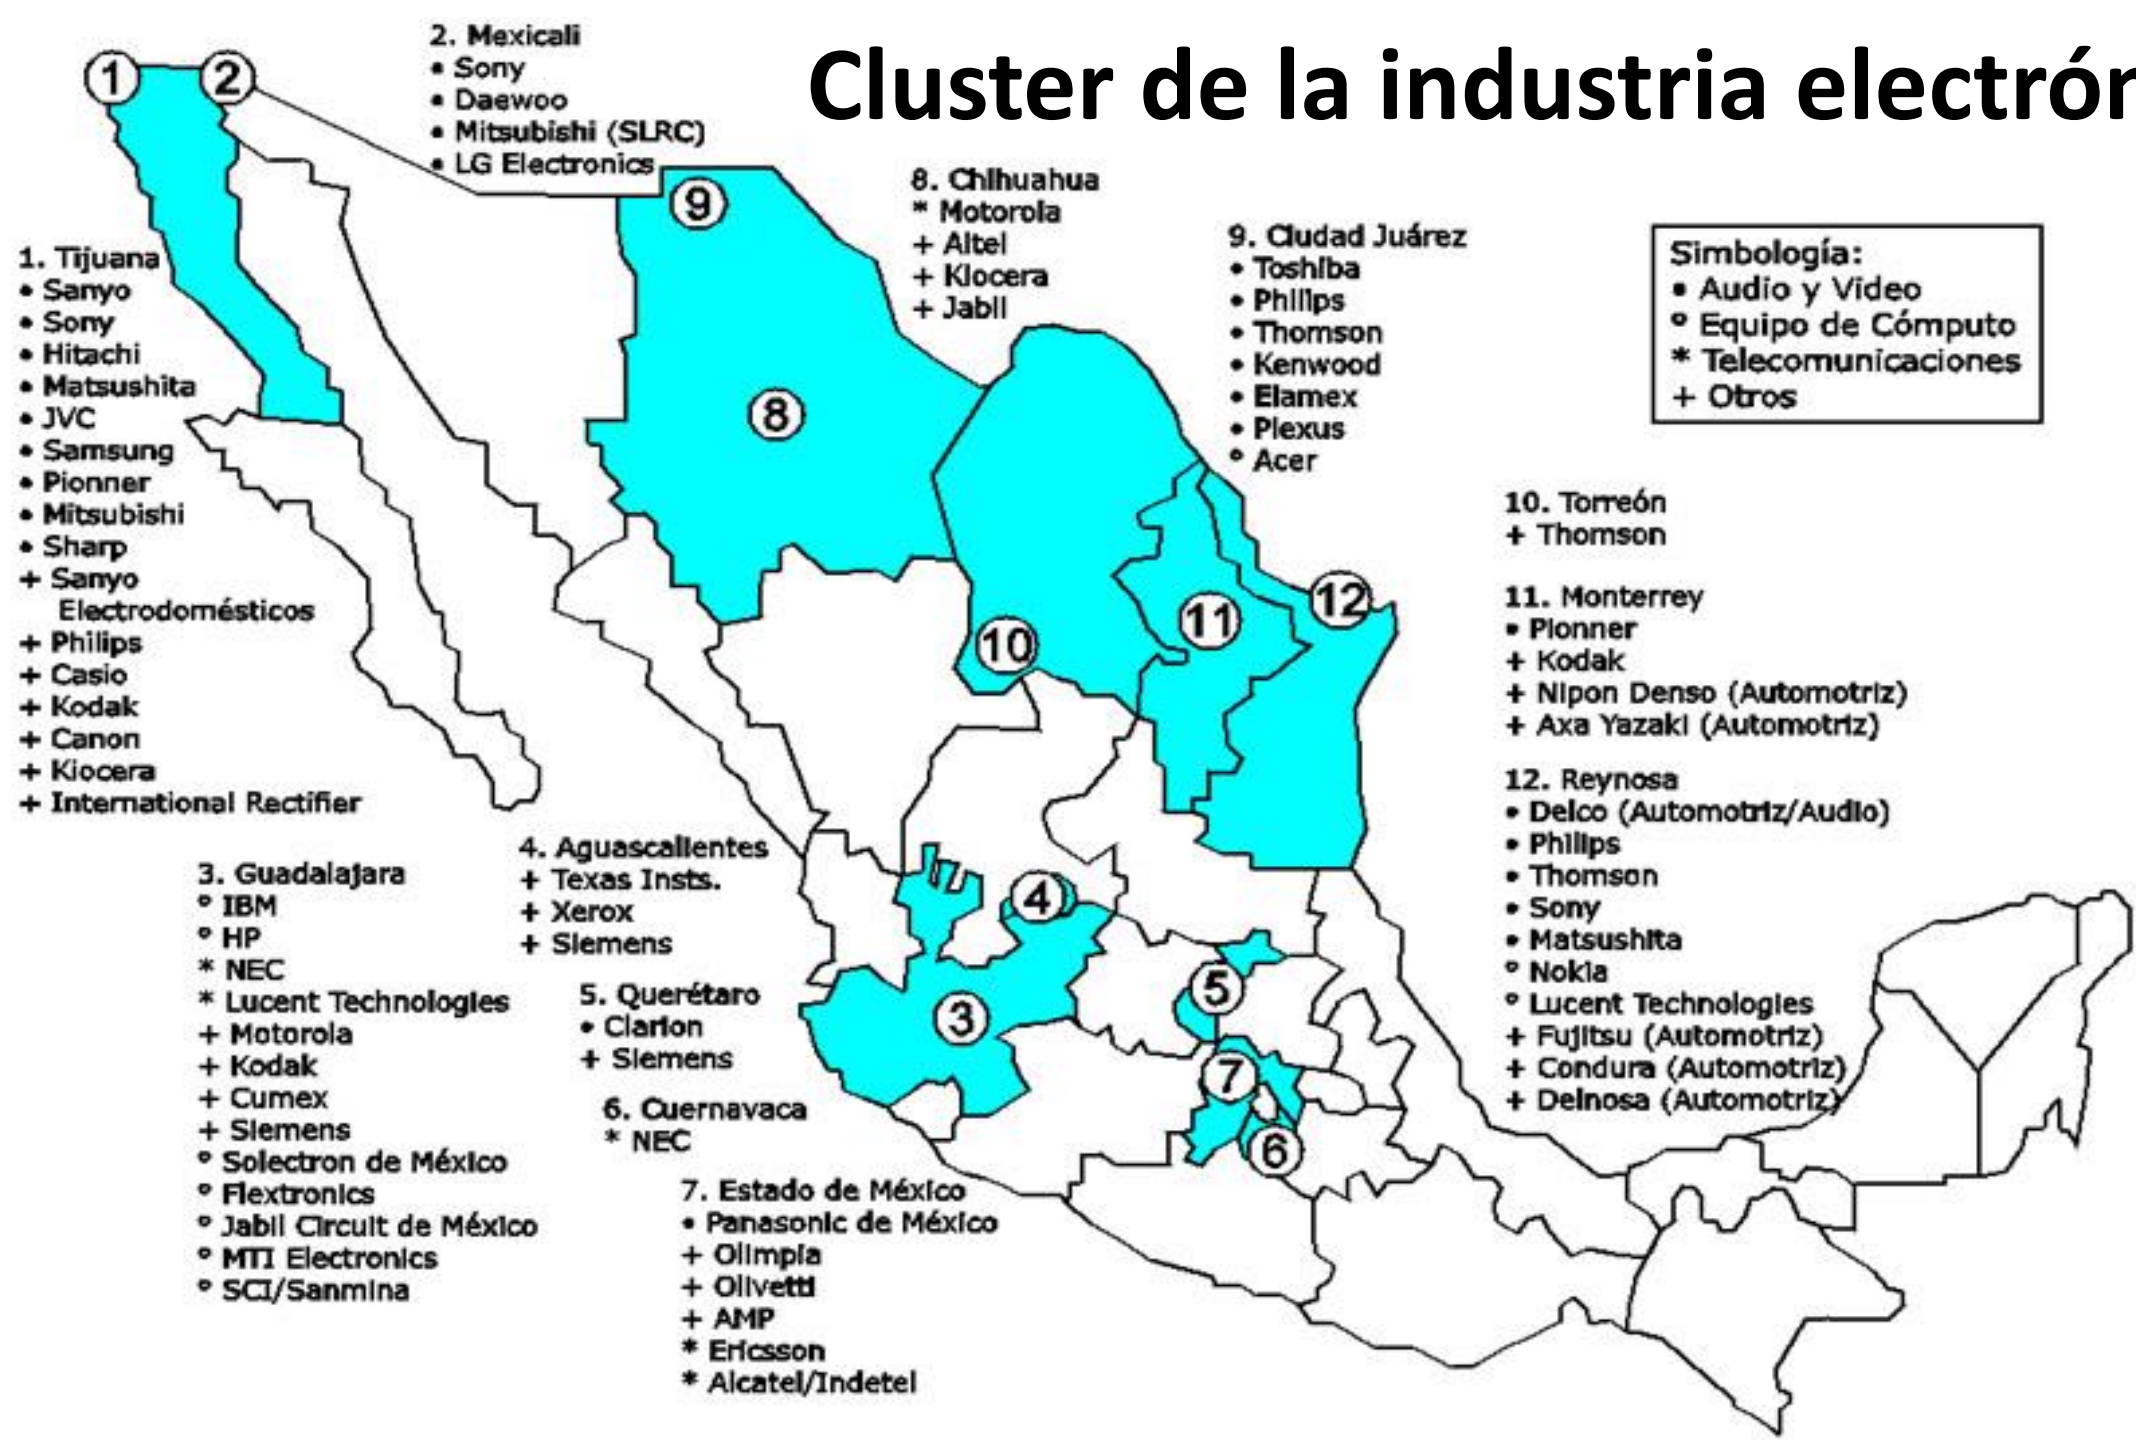 Cluster de la industria electrón
1
2
2. Mexicali
• Sony
• Daewoo
• Mitsubishi (SLRC)
• LG Electronics
8. Chihuahua
* Motorola
+ Altel
+ Kiocera
+ Jabil
9. Ciudad Juárez
• Toshiba
• Philips
• Thomson
• Kenwood
• Elamex
• Plexus
° Acer
Simbología:
• Audio y Video
° Equipo de Cómputo
* Telecomunicaciones
+ Otros
1. Tijuana
• Sanyo
• Sony
• Hitachi
• Matsushita
• JVC
• Samsung
• Pionner
• Mitsubishi
• Sharp
+ Sanyo
Electrodomésticos
+ Philips
+ Casio
+ Kodak
+ Canon
+ Kiocera
+ International Rectifier
9
8
10
11
12
10. Torreón
+ Thomson
11. Monterrey
• Pionner
+ Kodak
+ Nipon Denso (Automotriz)
+ Axa Yazaki (Automotriz)
12. Reynosa
• Delco (Automotriz/Audio)
• Philips
• Thomson
• Sony
• Matsushita
° Nokia
° Lucent Technologies
+ Fujitsu (Automotriz)
+ Condura (Automotriz)
+ Delnosa (Automotriz)
3. Guadalajara
° IBM
° HP
* NEC
* Lucent Technologies
+ Motorola
+ Kodak
+ Cumex
+ Siemens
° Solectron de México
° Flextronics
° Jabil Circuit de México
° MTI Electronics
° SCI/Sanmina
4. Aguascalientes
+ Texas Insts.
+ Xerox
+ Siemens
5. Querétaro
• Clarion
+ Siemens
6. Cuernavaca
* NEC
7. Estado de México
• Panasonic de México
+ Olimpia
+ Olivetti
+ AMP
* Ericsson
* Alcatel/Indetel
4
5
3
7
6